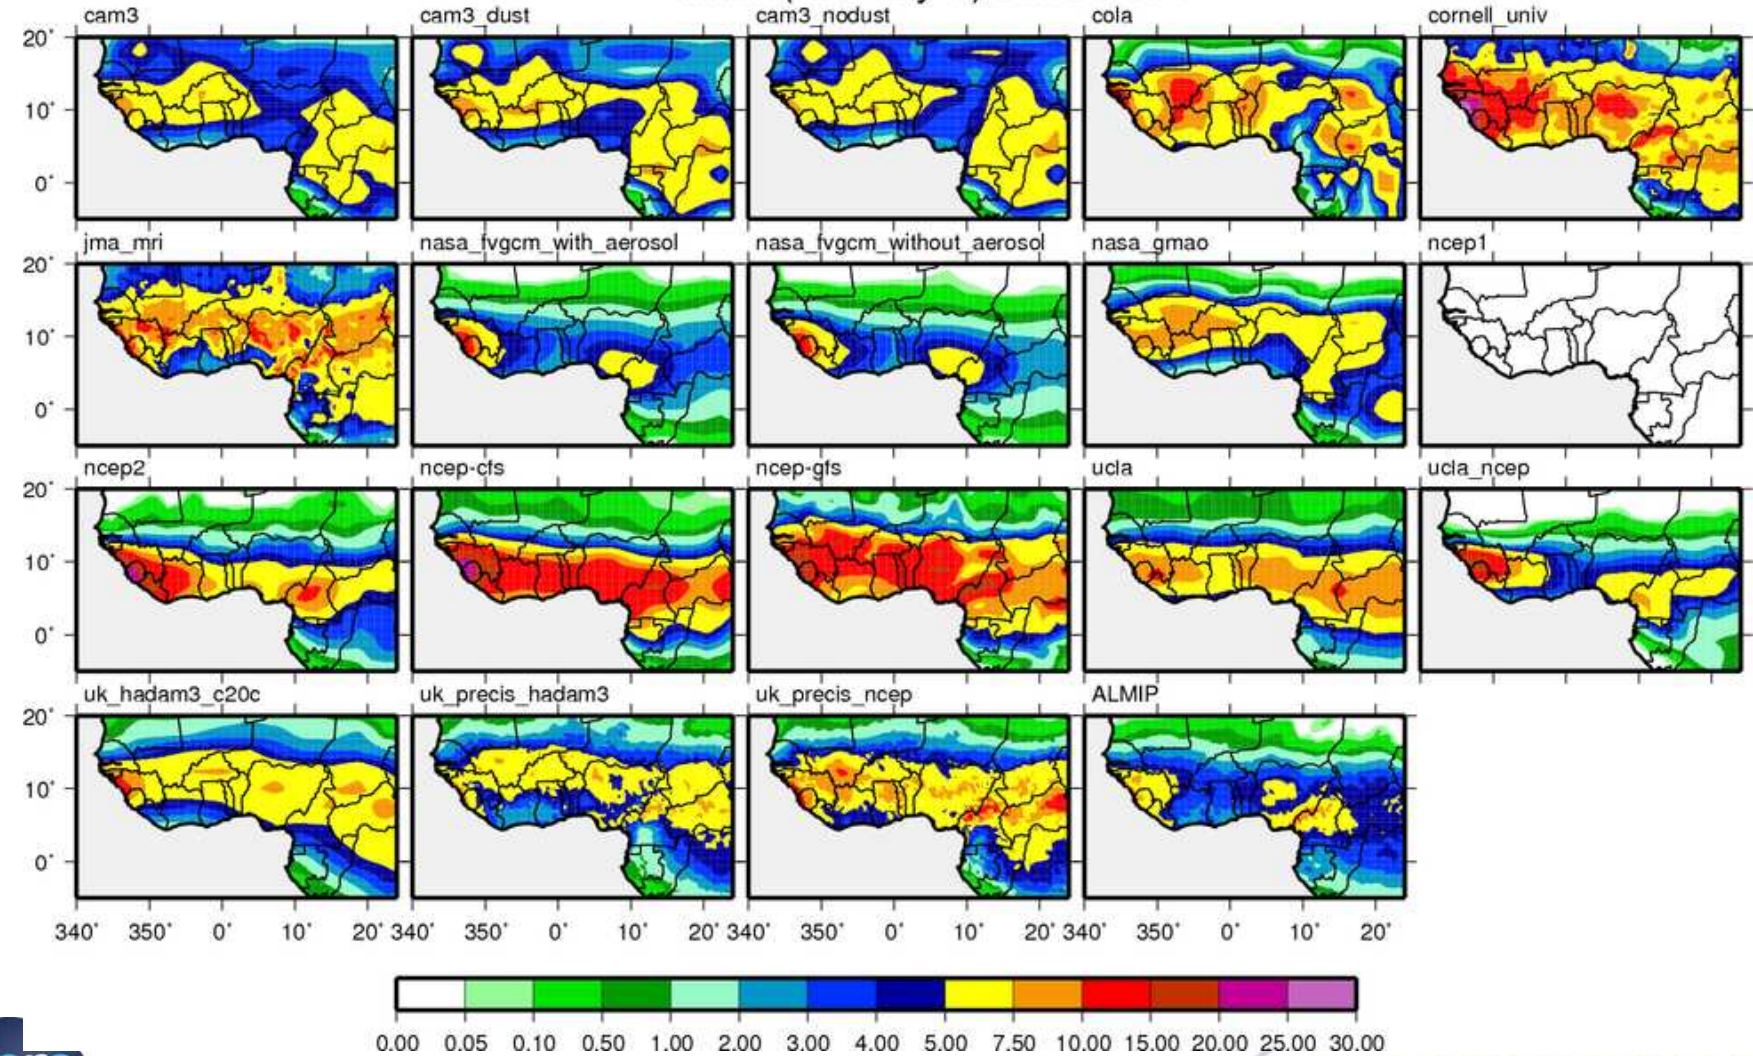 cam3 cam3_dust cam3_nodust cola cornell_univ
20°
10°
0°
jma_mri nasa_fvgcm_with_aerosol nasa_fvgcm_without_aerosol nasa_gmao ncep1
20°
10°
0°
ncep2 ncep-cfs ncep-gfs ucla ucla_ncep
20°
10°
0°
uk_hadam3_c20c uk_precis_hadam3 uk_precis_ncep ALMIP
20°
10°
0°
340° 350° 0° 10° 20° 340° 350° 0° 10° 20° 340° 350° 0° 10° 20° 340° 350° 0° 10° 20°
0.00 0.05 0.10 0.50 1.00 2.00 3.00 4.00 5.00 7.50 10.00 15.00 20.00 25.00 30.00